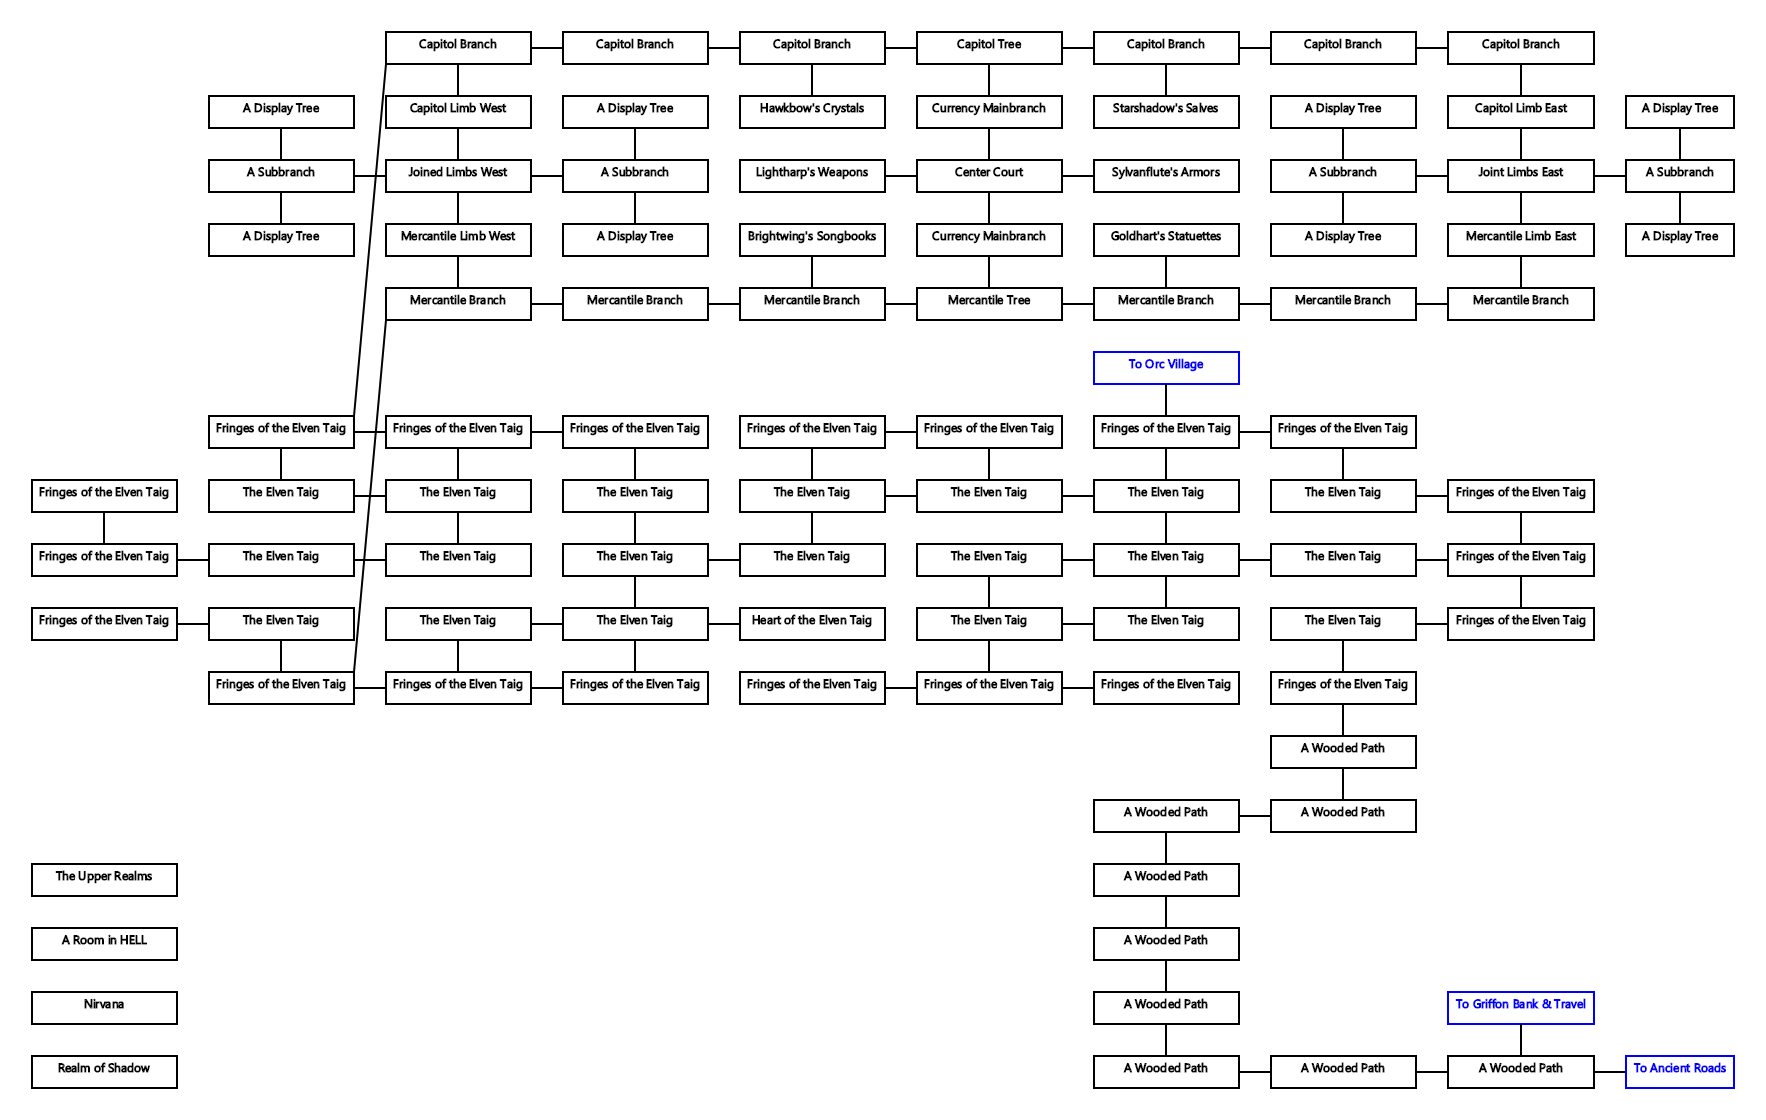 Capitol Branch
Capitol Branch
Capitol Branch
Capitol Tree
Capitol Branch
Capitol Branch
Capitol Branch
A Display Tree
Capitol Limb West
A Display Tree
Hawkbow's Crystals
Currency Mainbranch
Starshadow's Salves
A Display Tree
Capitol Limb East
A Display Tree
A Subbranch
Joined Limbs West
A Subbranch
Lightharp's Weapons
Center Court
Sylvanflute's Armors
A Subbranch
Joint Limbs East
A Subbranch
A Display Tree
Mercantile Limb West
A Display Tree
Brightwing's Songbooks
Currency Mainbranch
Goldhart's Statuettes
A Display Tree
Mercantile Limb East
A Display Tree
Mercantile Branch
Mercantile Branch
Mercantile Branch
Mercantile Tree
Mercantile Branch
Mercantile Branch
Mercantile Branch
To Orc Village
Fringes of the Elven Taig
Fringes of the Elven Taig
Fringes of the Elven Taig
Fringes of the Elven Taig
Fringes of the Elven Taig
Fringes of the Elven Taig
Fringes of the Elven Taig
Fringes of the Elven Taig
The Elven Taig
The Elven Taig
The Elven Taig
The Elven Taig
The Elven Taig
The Elven Taig
The Elven Taig
Fringes of the Elven Taig
Fringes of the Elven Taig
The Elven Taig
The Elven Taig
The Elven Taig
The Elven Taig
The Elven Taig
The Elven Taig
The Elven Taig
Fringes of the Elven Taig
Fringes of the Elven Taig
The Elven Taig
The Elven Taig
The Elven Taig
Heart of the Elven Taig
The Elven Taig
The Elven Taig
The Elven Taig
Fringes of the Elven Taig
Fringes of the Elven Taig
Fringes of the Elven Taig
Fringes of the Elven Taig
Fringes of the Elven Taig
Fringes of the Elven Taig
Fringes of the Elven Taig
Fringes of the Elven Taig
A Wooded Path
A Wooded Path
A Wooded Path
The Upper Realms
A Wooded Path
A Room in HELL
A Wooded Path
Nirvana
A Wooded Path
To Griffon Bank & Travel
Realm of Shadow
A Wooded Path
A Wooded Path
A Wooded Path
To Ancient Roads